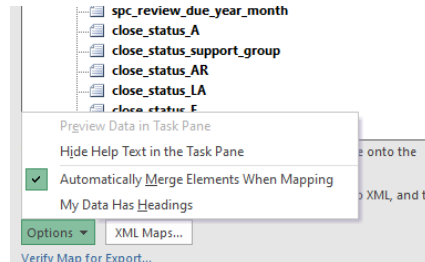 spc_review_due_year_month
close_status_A
close_status_support_group
close_status_AR
close_status_LA
close_status_F
Preview Data in Task Pane
Hide Help Text in the Task Pane
e onto the
Automatically Merge Elements When Mapping
XML, and t
My Data Has Headings
Options
XML Maps...
Verify Map for Export...